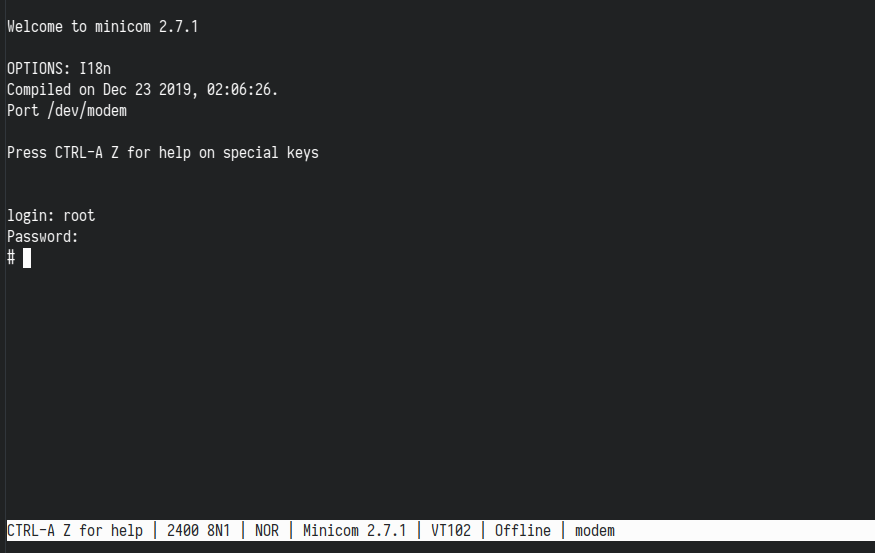 Welcome to minicom 2.7.1
OPTIONS: I18n
Compiled on Dec 23 2019, 02:06:26.
Port /dev/modem
Press CTRL-A Z for help on special keys
login: root
Password:
#
CTRL-A Z for help | 2400 8N1 | NOR | Minicom 2.7.1 | VT102 | Offline | modem